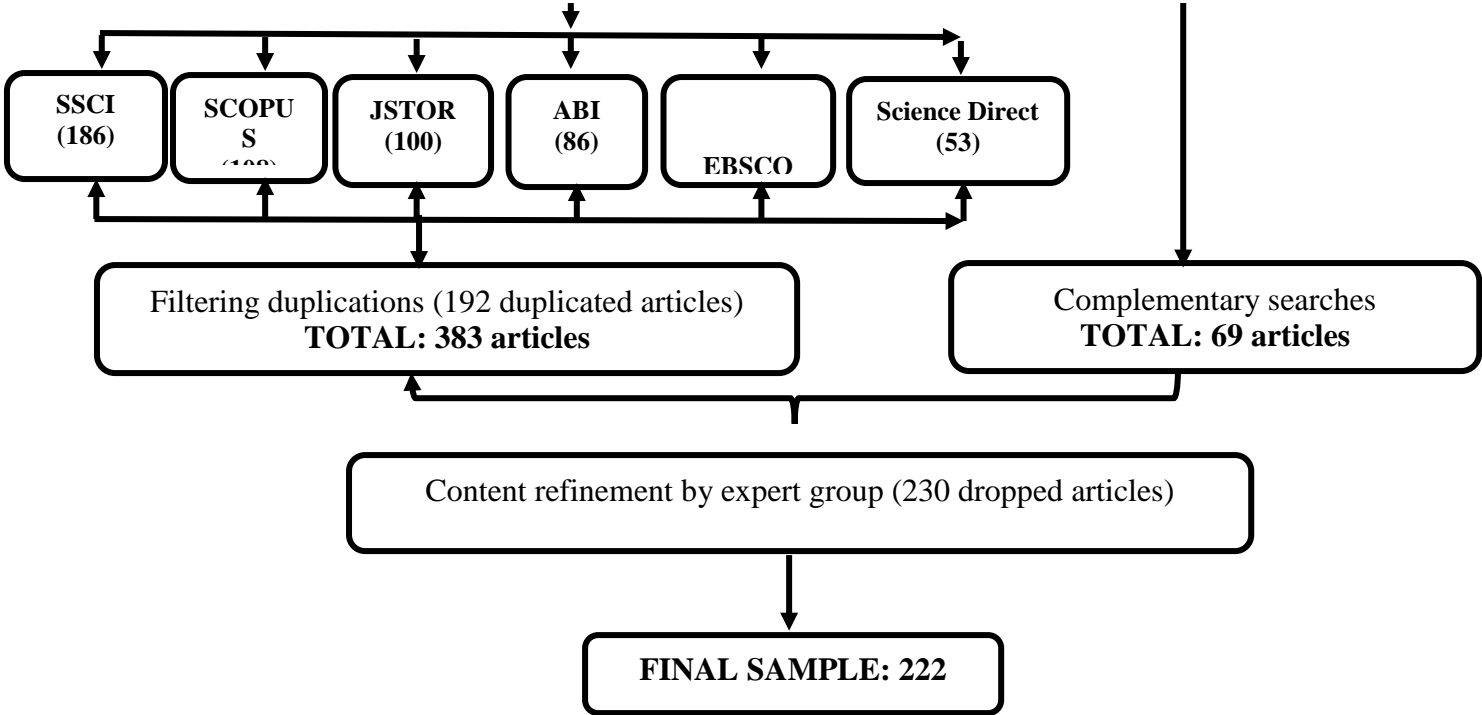 SSCI
(186)
SCOPU
S
JSTOR
(100)
ABI
(86)
EBSCO
Science Direct
(53)
Filtering duplications (192 duplicated articles)
TOTAL: 383 articles
Complementary searches
TOTAL: 69 articles
Content refinement by expert group (230 dropped articles)
FINAL SAMPLE: 222